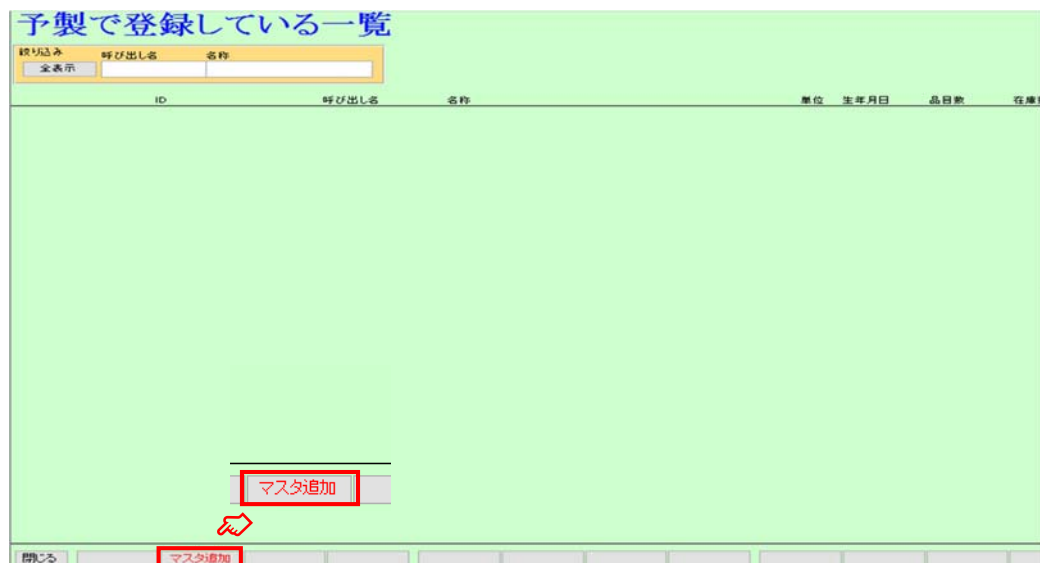 予製で登録している一覧
絞り込み 呼び出し名 名称
全表示
ID 呼び出し名 名称 単位 生年月日 品目数
マスタ追加
閉じる マスタ追加